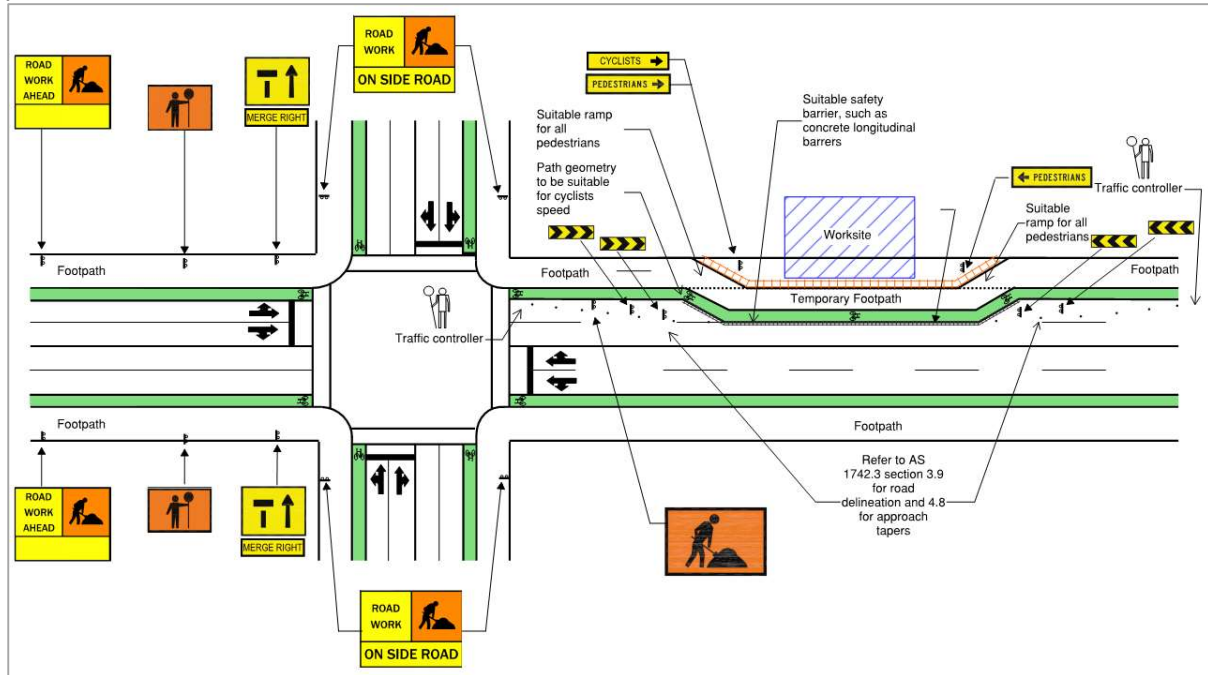 ROAD
WORK
ON SIDE ROAD
ROAD
WORK
AHEAD
MERGE RIGHT
CYCLISTS
PEDESTRIANS
Suitable ramp
for all
pedestrians
Suitable safety
barrier, such as
concrete longitudinal
barrers
Path geometry
to be suitable
for cyclists
speed
PEDESTRIANS
Traffic controller
Suitable
ramp for all
pedestrians
Worksite
Footpath
Footpath
Footpath
Temporary Footpath
Traffic controller
Footpath
Footpath
Refer to AS
1742.3 section 3.9
for road
delineation and 4.8
for approach
tapers
ROAD
WORK
AHEAD
MERGE RIGHT
ROAD
WORK
ON SIDE ROAD